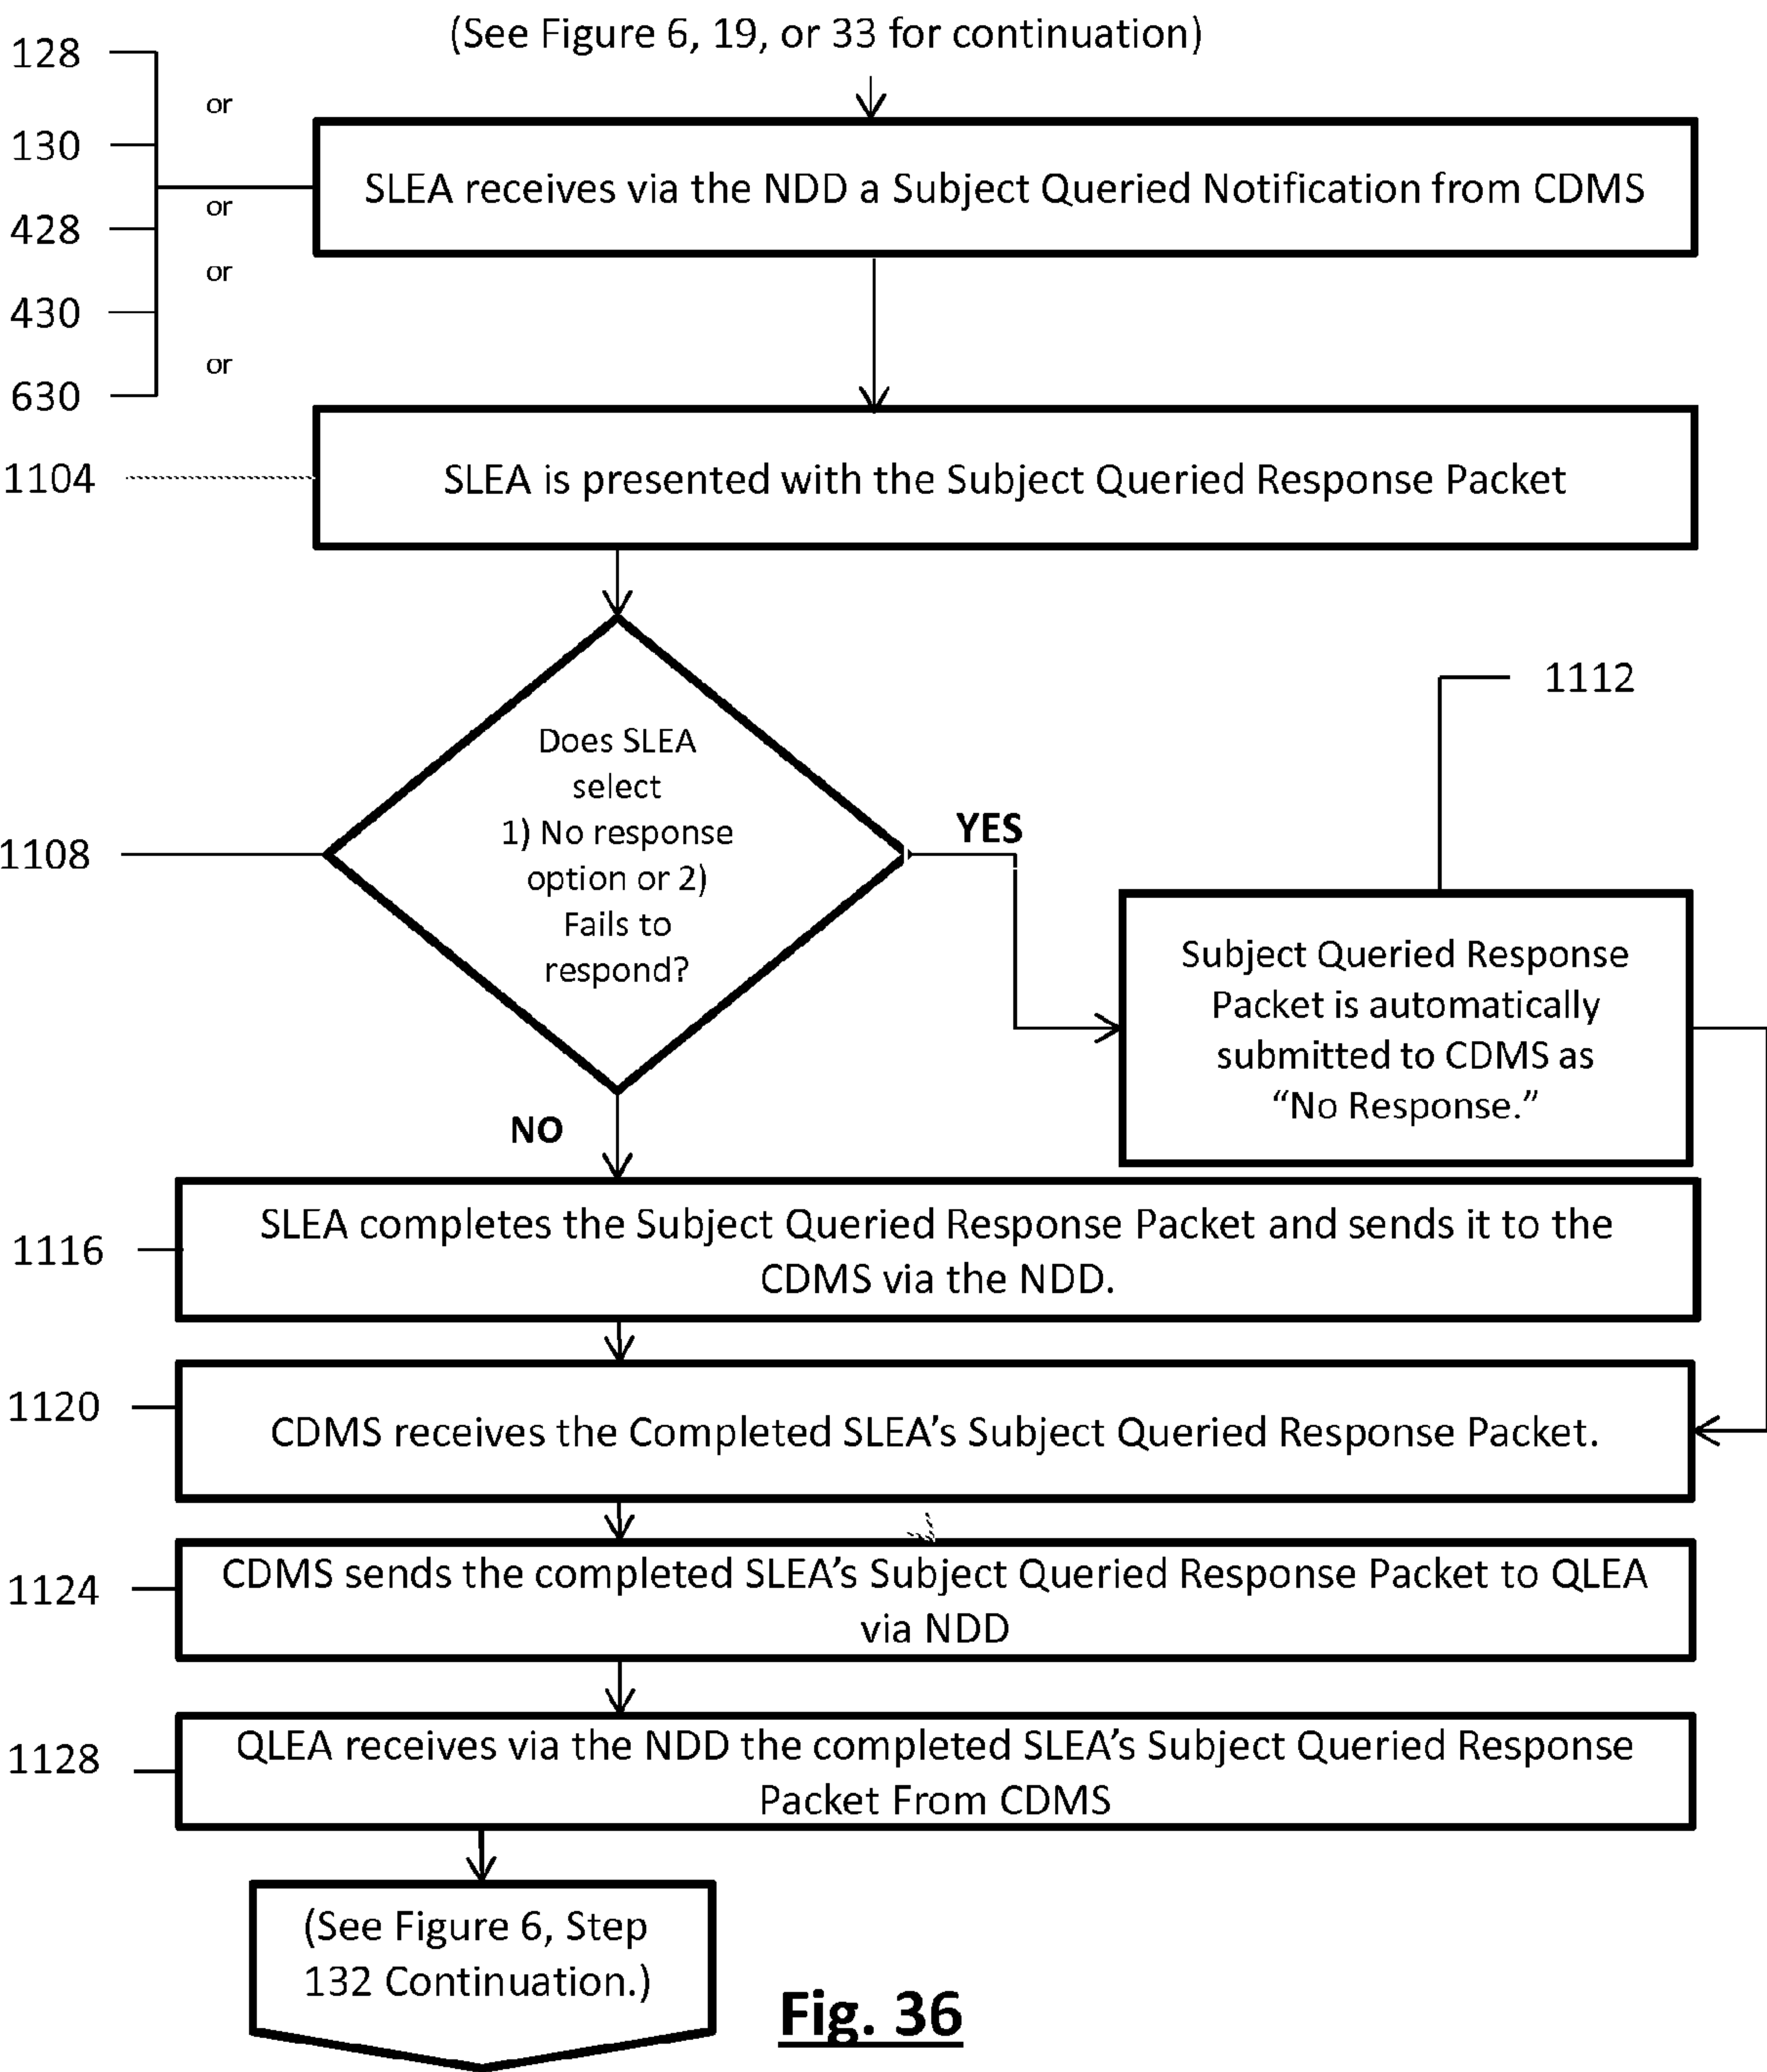 (See Figure 6, 19, or 33 for continuation)
128
or
130
SLEA receives via the NDD a Subject Queried Notification from CDMS
or
428
or
430
or
630
1104
SLEA is presented with the Subject Queried Response Packet
1112
Does SLEA
select
1) No response
option or 2)
Fails to
respond?
1108
YES
Subject Queried Response
Packet is automatically
submitted to CDMS as
“No Response.”
NO
1116
SLEA completes the Subject Queried Response Packet and sends it to the
CDMS via the NDD.
1120
CDMS receives the Completed SLEA’s Subject Queried Response Packet.
1124
CDMS sends the completed SLEA’s Subject Queried Response Packet to QLEA
via NDD
1128
QLEA receives via the NDD the completed SLEA’s Subject Queried Response
Packet From CDMS
(See Figure 6, Step
132 Continuation.)
Fig. 36